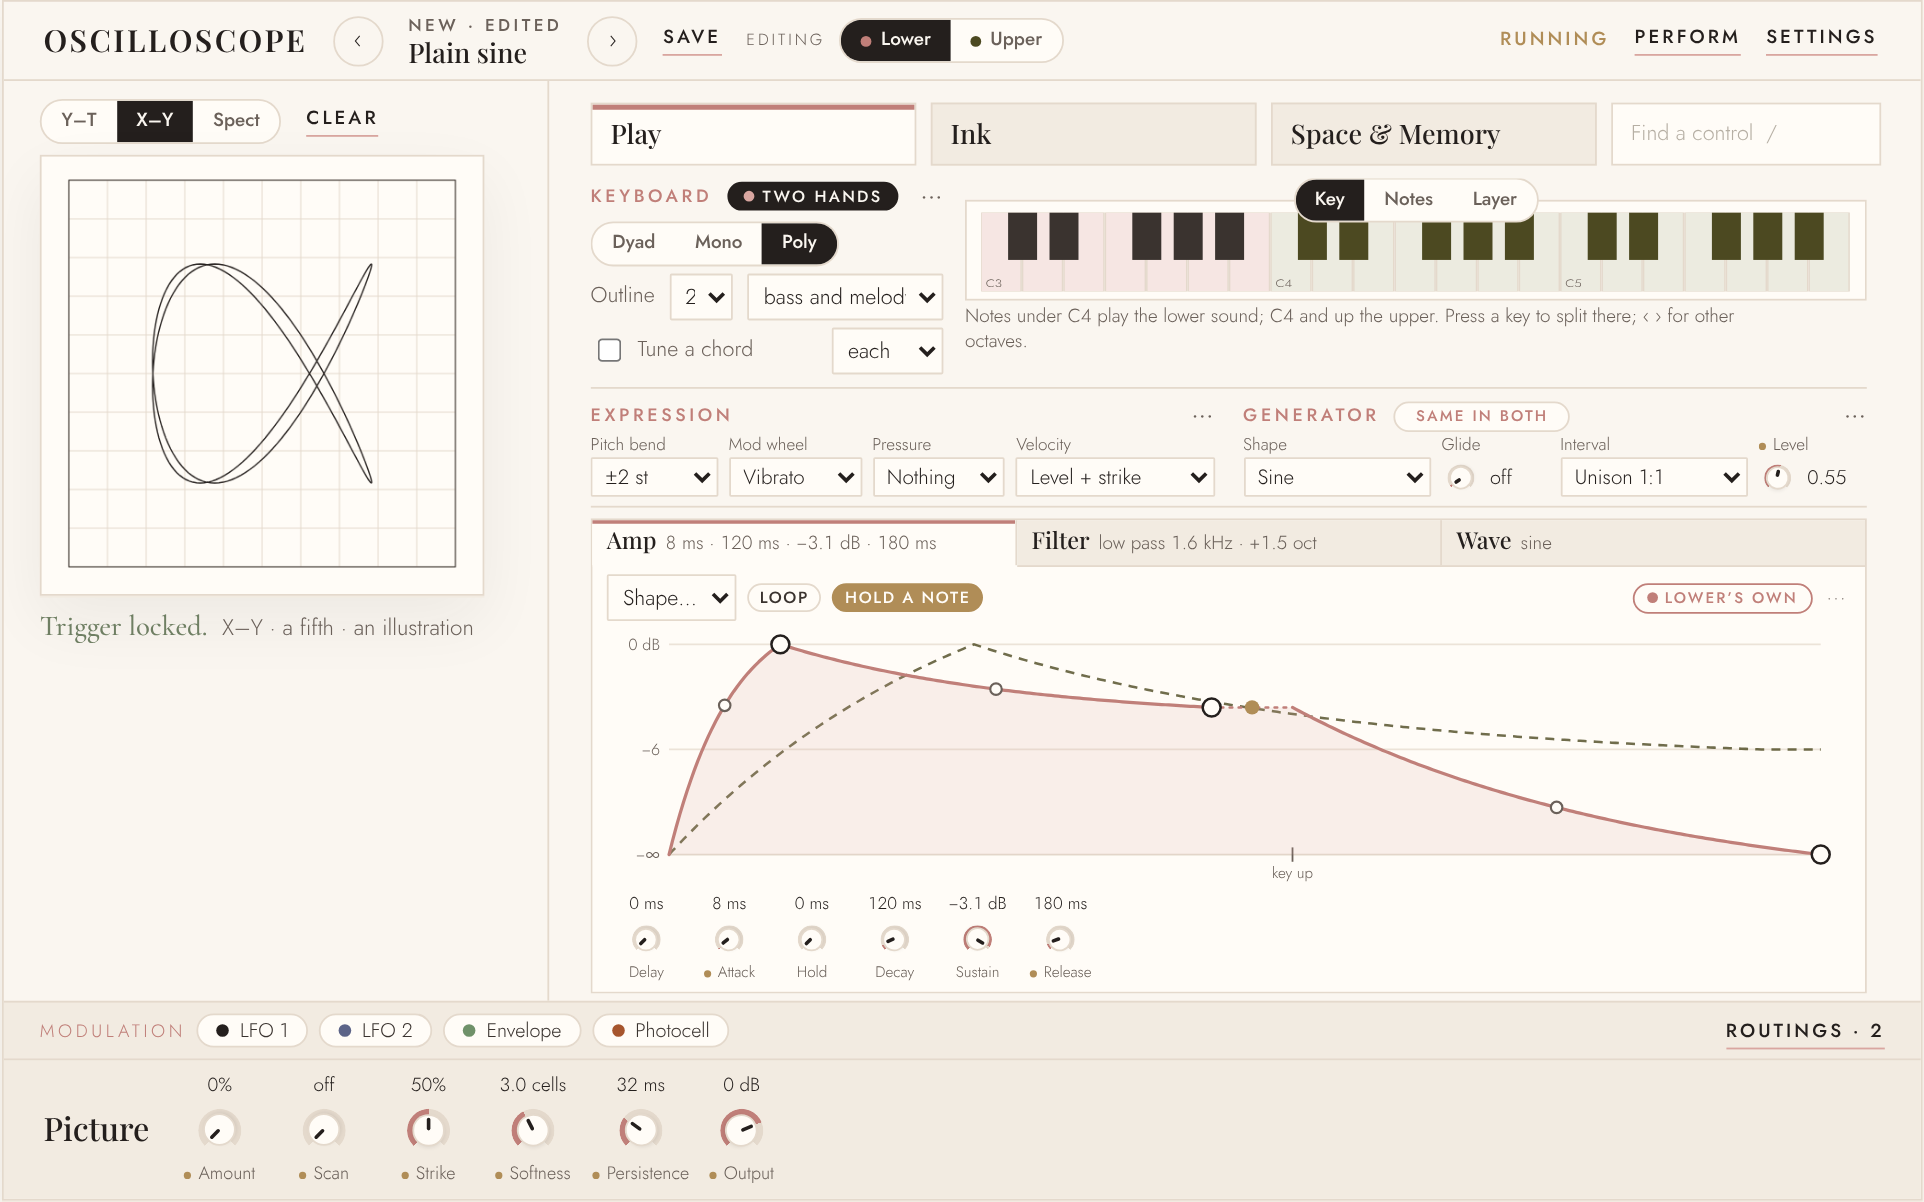 OSCILLOSCOPE
‹
NEW · EDITED
Plain sine
›
SAVE
EDITING
Lower
Upper
RUNNING
PERFORM
SETTINGS
Y–T
X–Y
Spect
CLEAR
Trigger locked. X–Y · a fifth · an illustration
Play
Ink
Space & Memory
Find a control /
KEYBOARD
TWO HANDS
···
Dyad
Mono
Poly
Outline
2
bass and melod
Tune a chord
each
Key
Notes
Layer
C3
C4
C5
Notes under C4 play the lower sound; C4 and up the upper. Press a key to split there; ‹ › for other
octaves.
EXPRESSION
···
Pitch bend
Mod wheel
Pressure
Velocity
±2 st
Vibrato
Nothing
Level + strike
GENERATOR
SAME IN BOTH
···
Shape
Glide
Interval
Level
Sine
off
Unison 1:1
0.55
Amp 8 ms · 120 ms · −3.1 dB · 180 ms
Filter low pass 1.6 kHz · +1.5 oct
Wave sine
Shape...
LOOP
HOLD A NOTE
LOWER'S OWN
···
0 dB
−6
−∞
key up
0 ms
8 ms
0 ms
120 ms
−3.1 dB
180 ms
Delay
Attack
Hold
Decay
Sustain
Release
MODULATION
LFO 1
LFO 2
Envelope
Photocell
ROUTINGS · 2
Picture
0%
off
50%
3.0 cells
32 ms
0 dB
Amount
Scan
Strike
Softness
Persistence
Output